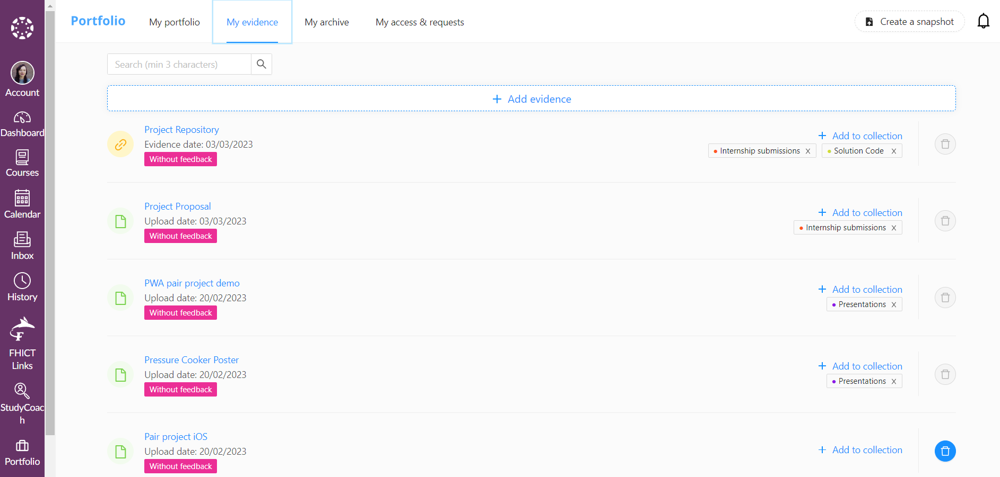 Account
Dashboard
Courses
Calendar
Inbox
History
F
FHICT
Links
StudyCoac
h
Portfolio
Portfolio
My portfolio
My evidence
My archive
My access & requests
Create a snapshot
Search (min 3 characters)
+ Add evidence
Project Repository
Evidence date: 03/03/2023
Without feedback
+ Add to collection
Internship submissions X
Solution Code X
Project Proposal
Upload date: 03/03/2023
Without feedback
+ Add to collection
Internship submissions X
PWA pair project demo
Upload date: 20/02/2023
Without feedback
+ Add to collection
Presentations X
Pressure Cooker Poster
Upload date: 20/02/2023
Without feedback
+ Add to collection
Presentations X
Pair project iOS
Upload date: 20/02/2023
Without feedback
+ Add to collection